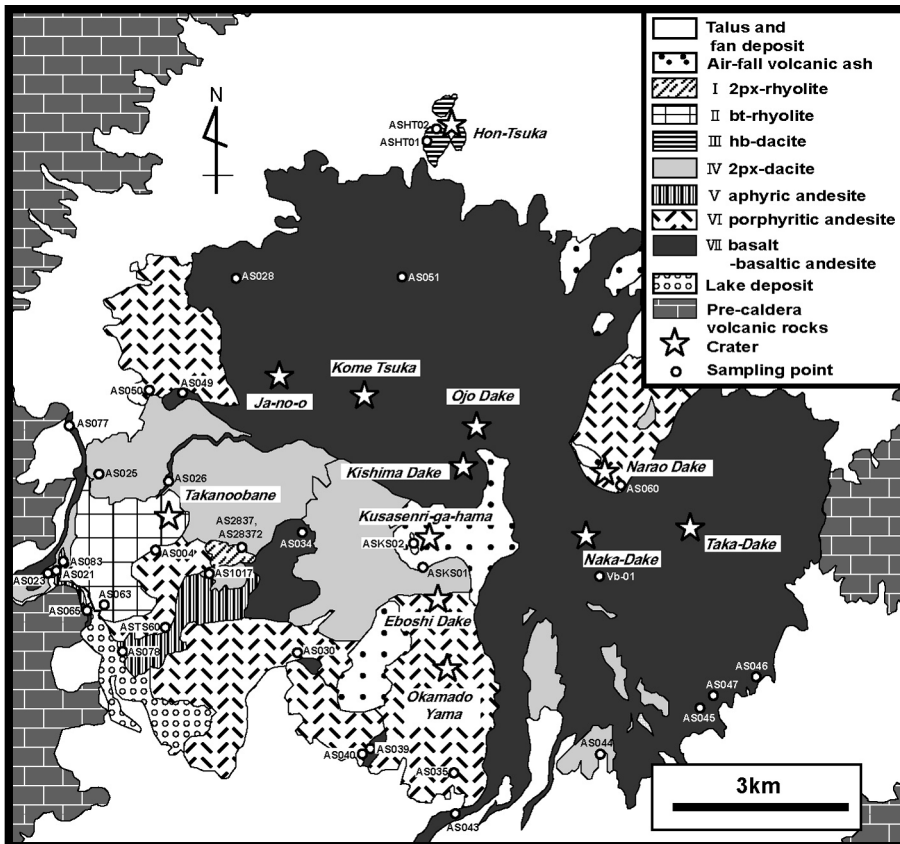 Talus and
fan deposit
Air-fall volcanic ash
I 2px-rhyolite
II bt-rhyolite
III hb-dacite
IV 2px-dacite
V aphyric andesite
VI porphyritic andesite
VII basalt
-basaltic andesite
Lake deposit
Pre-caldera
volcanic rocks
Crater
Sampling point
N
ASHT02
Hon-Tsuka
ASHT01
AS028
AS051
Kome Tsuka
AS050
AS049
Ja-no-o
Ojo Dake
AS077
AS025
AS026
Kishima Dake
Narao Dake
AS060
Takanoobane
AS2837,
AS28372
Kusasenri-ga-hama
AS034
ASKS02
AS004
Naka-Dake
Taka-Dake
AS083
AS021
AS023
AS1017
ASKS01
Vb-01
AS063
AS065
Eboshi Dake
ASTS60
AS078
AS030
Okamado
Yama
AS046
AS047
AS045
AS039
AS040
AS035
AS044
AS043
3km